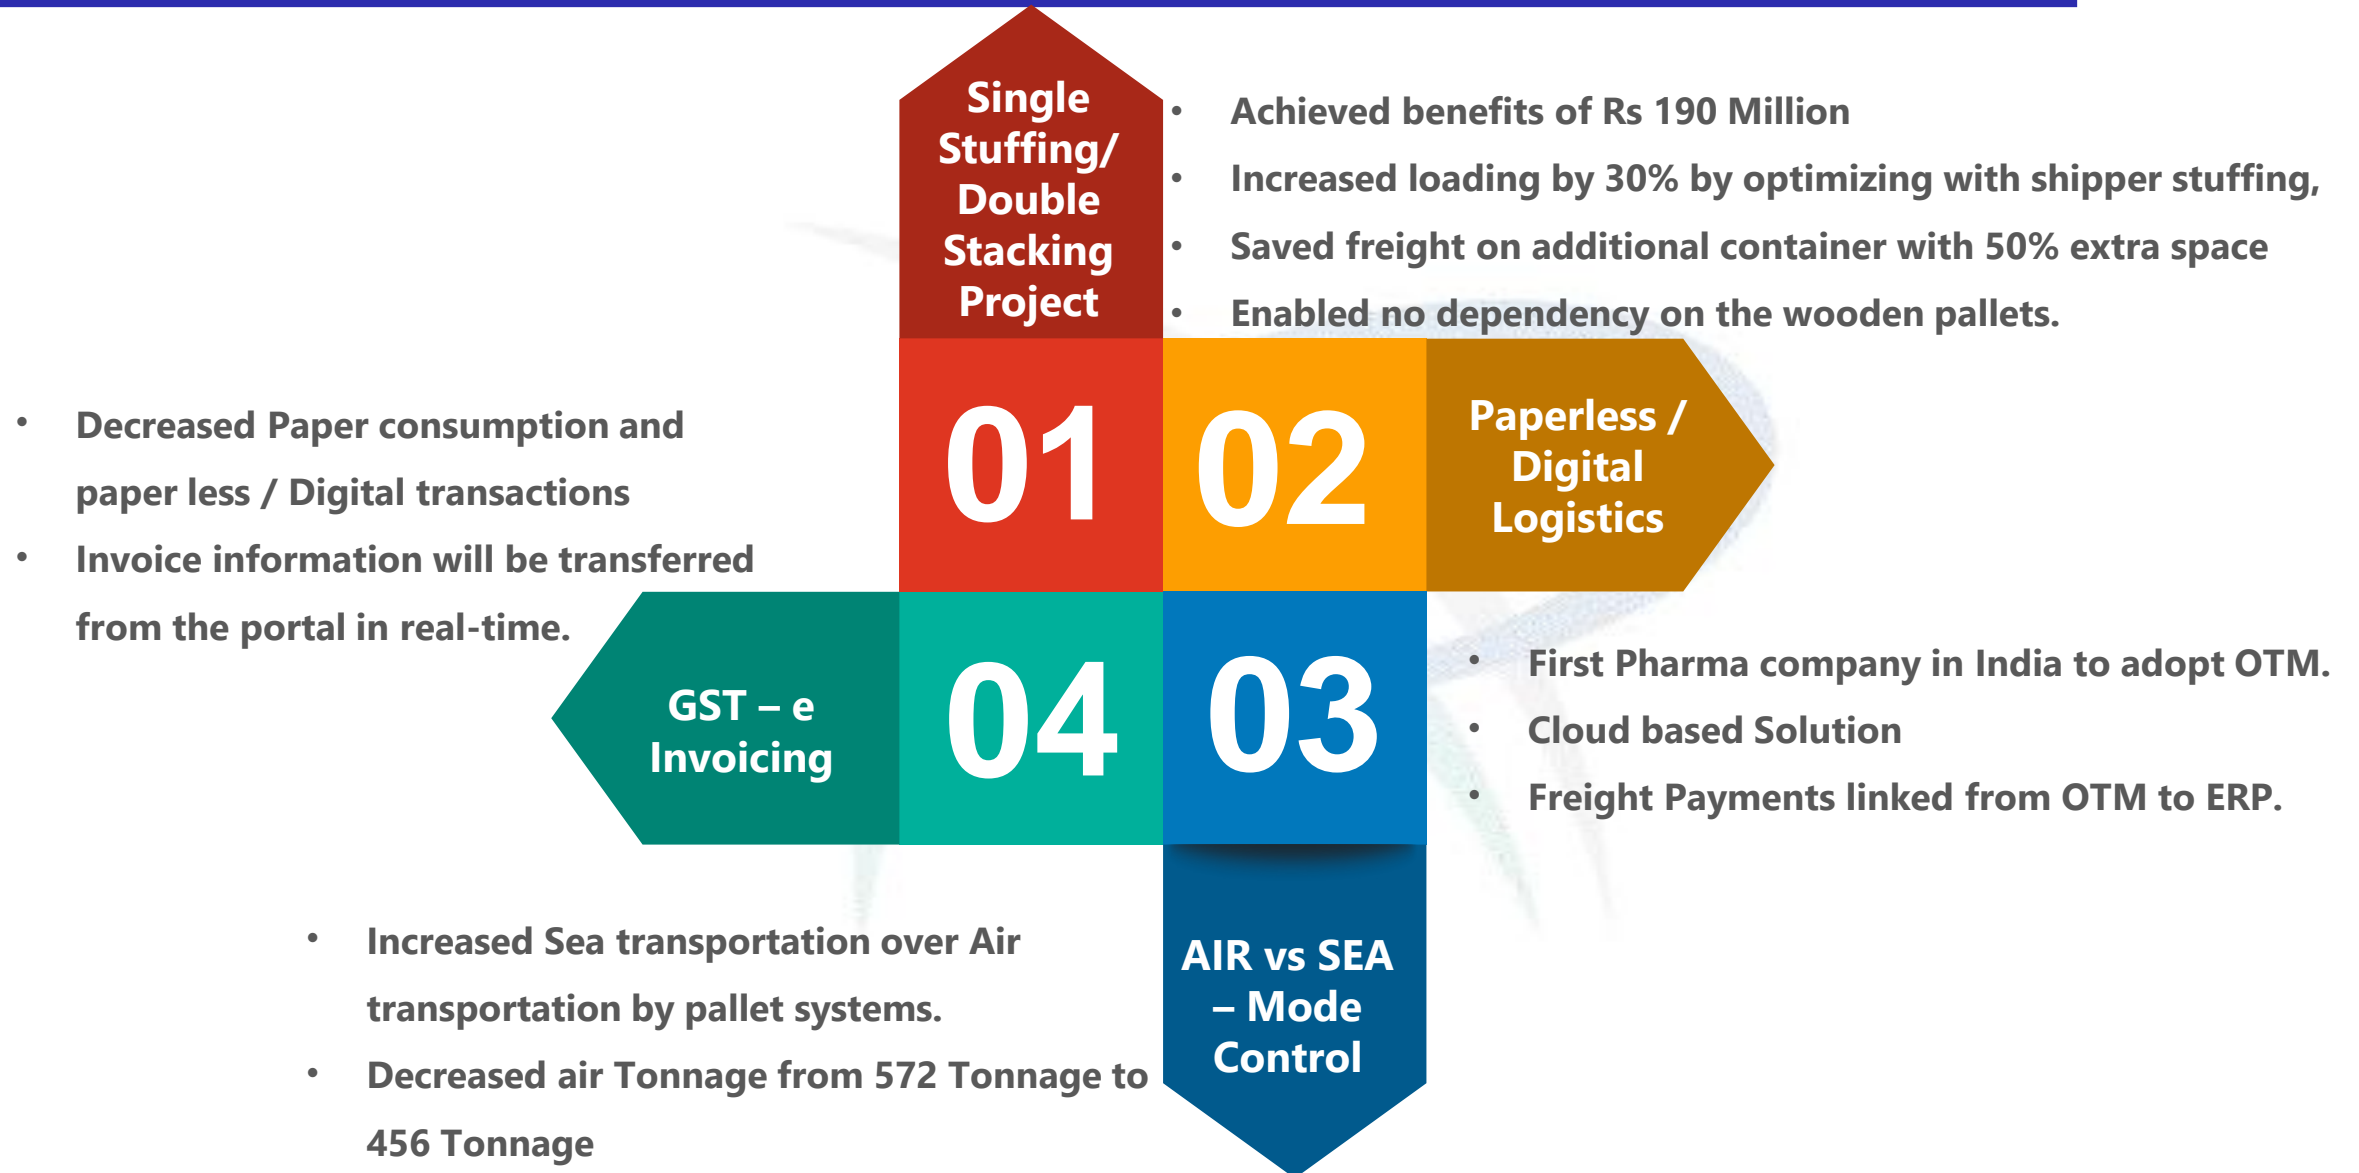 Single
Stuffing/
Double
Stacking
Project
• Achieved benefits of Rs 190 Million
• Increased loading by 30% by optimizing with shipper stuffing,
• Saved freight on additional container with 50% extra space
• Enabled no dependency on the wooden pallets.
01
02
Paperless /
Digital
Logistics
• Decreased Paper consumption and
paper less / Digital transactions
• Invoice information will be transferred
from the portal in real-time.
GST – e
Invoicing
04
03
• First Pharma company in India to adopt OTM.
• Cloud based Solution
• Freight Payments linked from OTM to ERP.
• Increased Sea transportation over Air
transportation by pallet systems.
• Decreased air Tonnage from 572 Tonnage to
456 Tonnage
AIR vs SEA
– Mode
Control